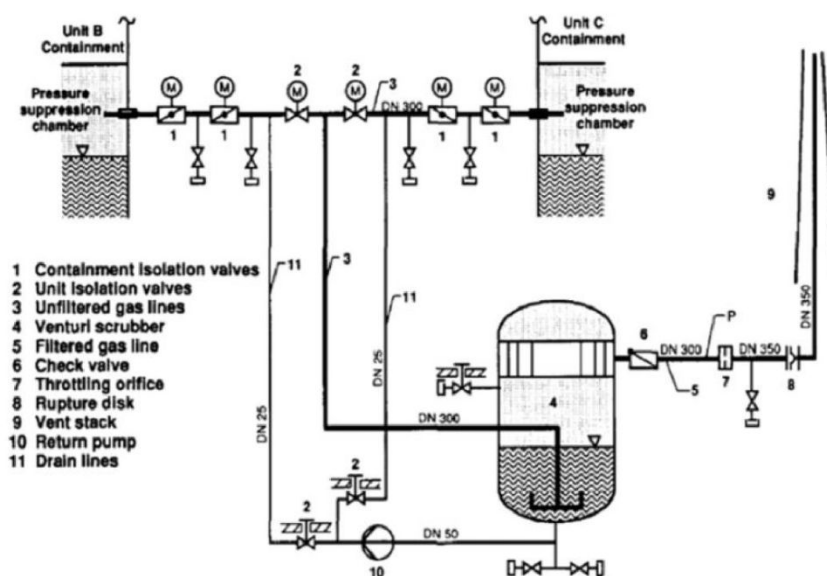 Unit B
Containment
Unit C
Containment
2
2
M
M
M
M
3
M
M
DN 300
Pressure
suppression
chamber
Pressure
suppression
chamber
1
1
1
1
9
1 Containment isolation valves
2 Unit isolation valves
3 Unfiltered gas lines
4 Venturi scrubber
5 Filtered gas line
6 Check valve
7 Throttling orifice
8 Rupture disk
9 Vent stack
10 Return pump
11 Drain lines
11
3
11
DN 25
DN 25
DN 300
4
6
DN 300
P
5
7
DN 350
8
DN 350
2
2
DN 50
10